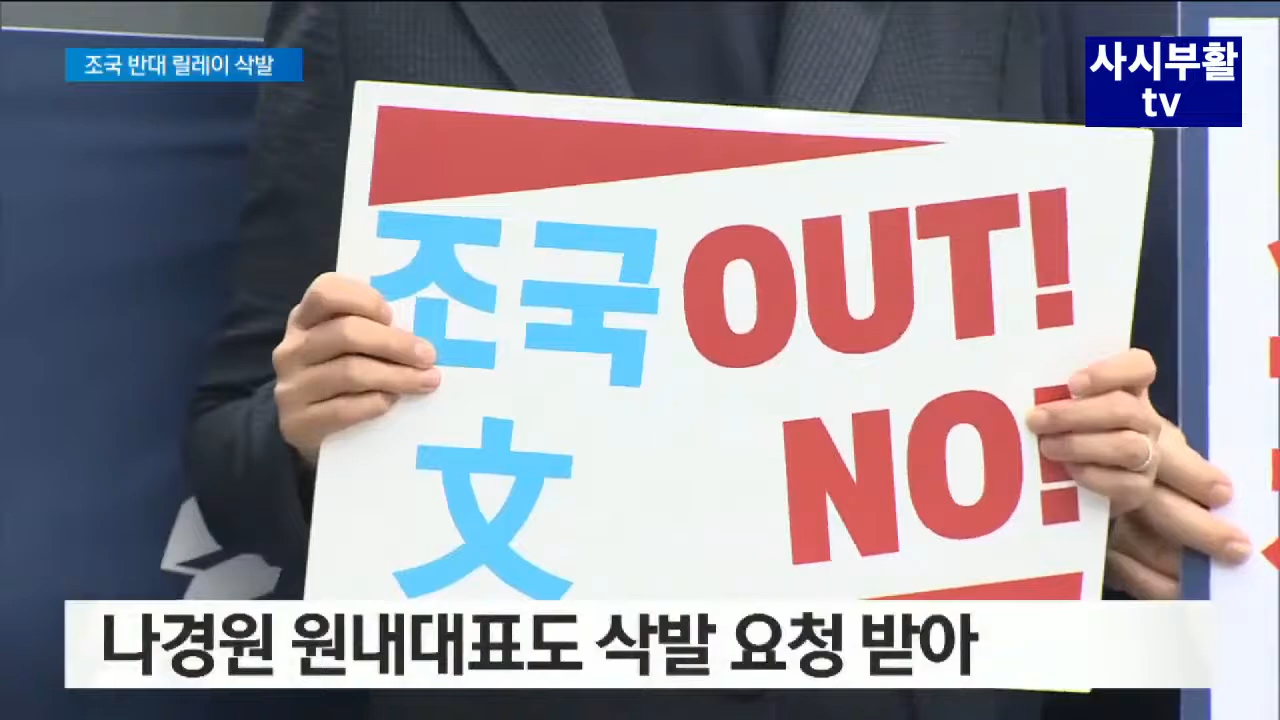 조국 반대 릴레이 삭발
사시부활
tv
조국 OUT!
文 NO!
나경원 원내대표도 삭발 요청 받아